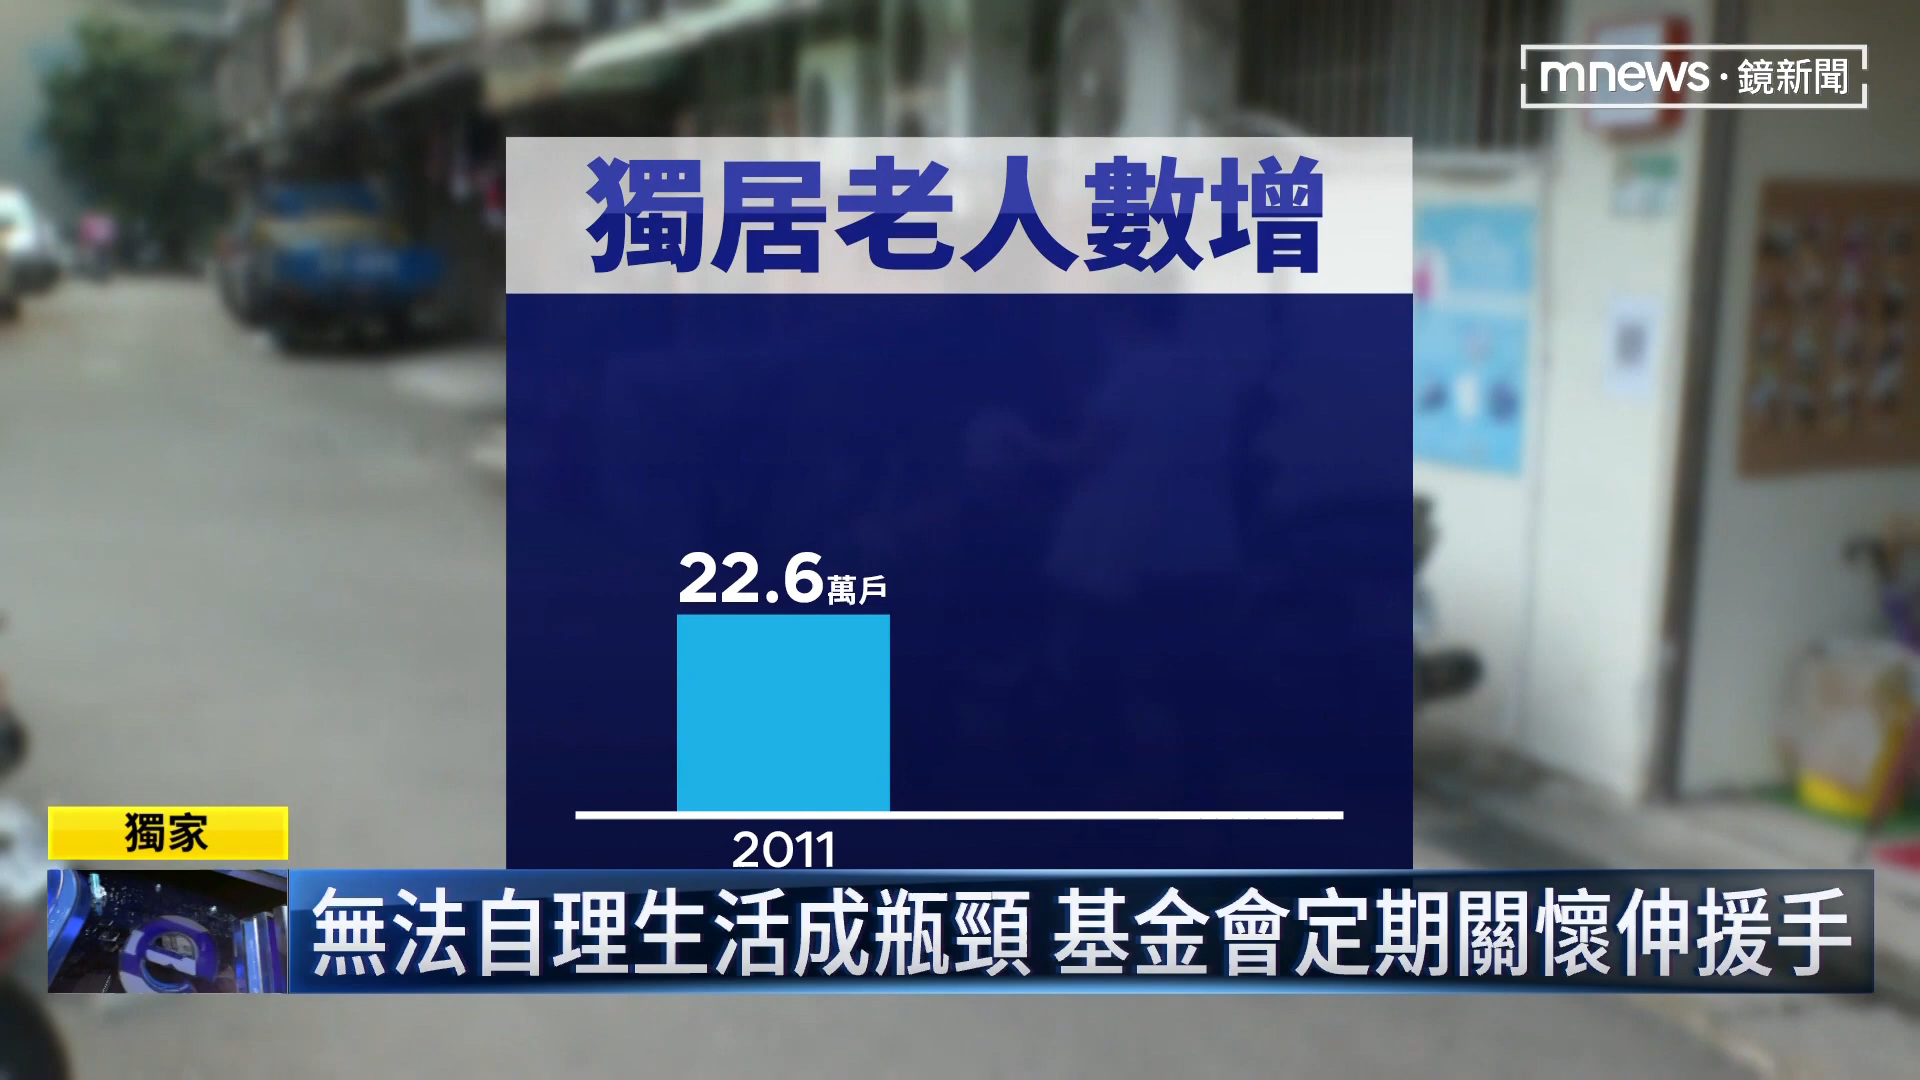 mnews·鏡新聞
獨居老人數增
22.6萬戶
2011
獨家
無法自理生活成瓶頸 基金會定期關懷伸援手